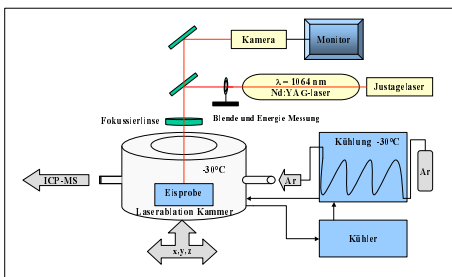 Kamera
Monitor
λ = 1064 nm
Nd:YAG-laser
Justagelaser
Fokussierlinse
Blende und Energie Messung
-30°C
Kühlung -30°C
ICP-MS
Ar
Ar
Eisprobe
Laserablation Kammer
Kühler
x,y,z